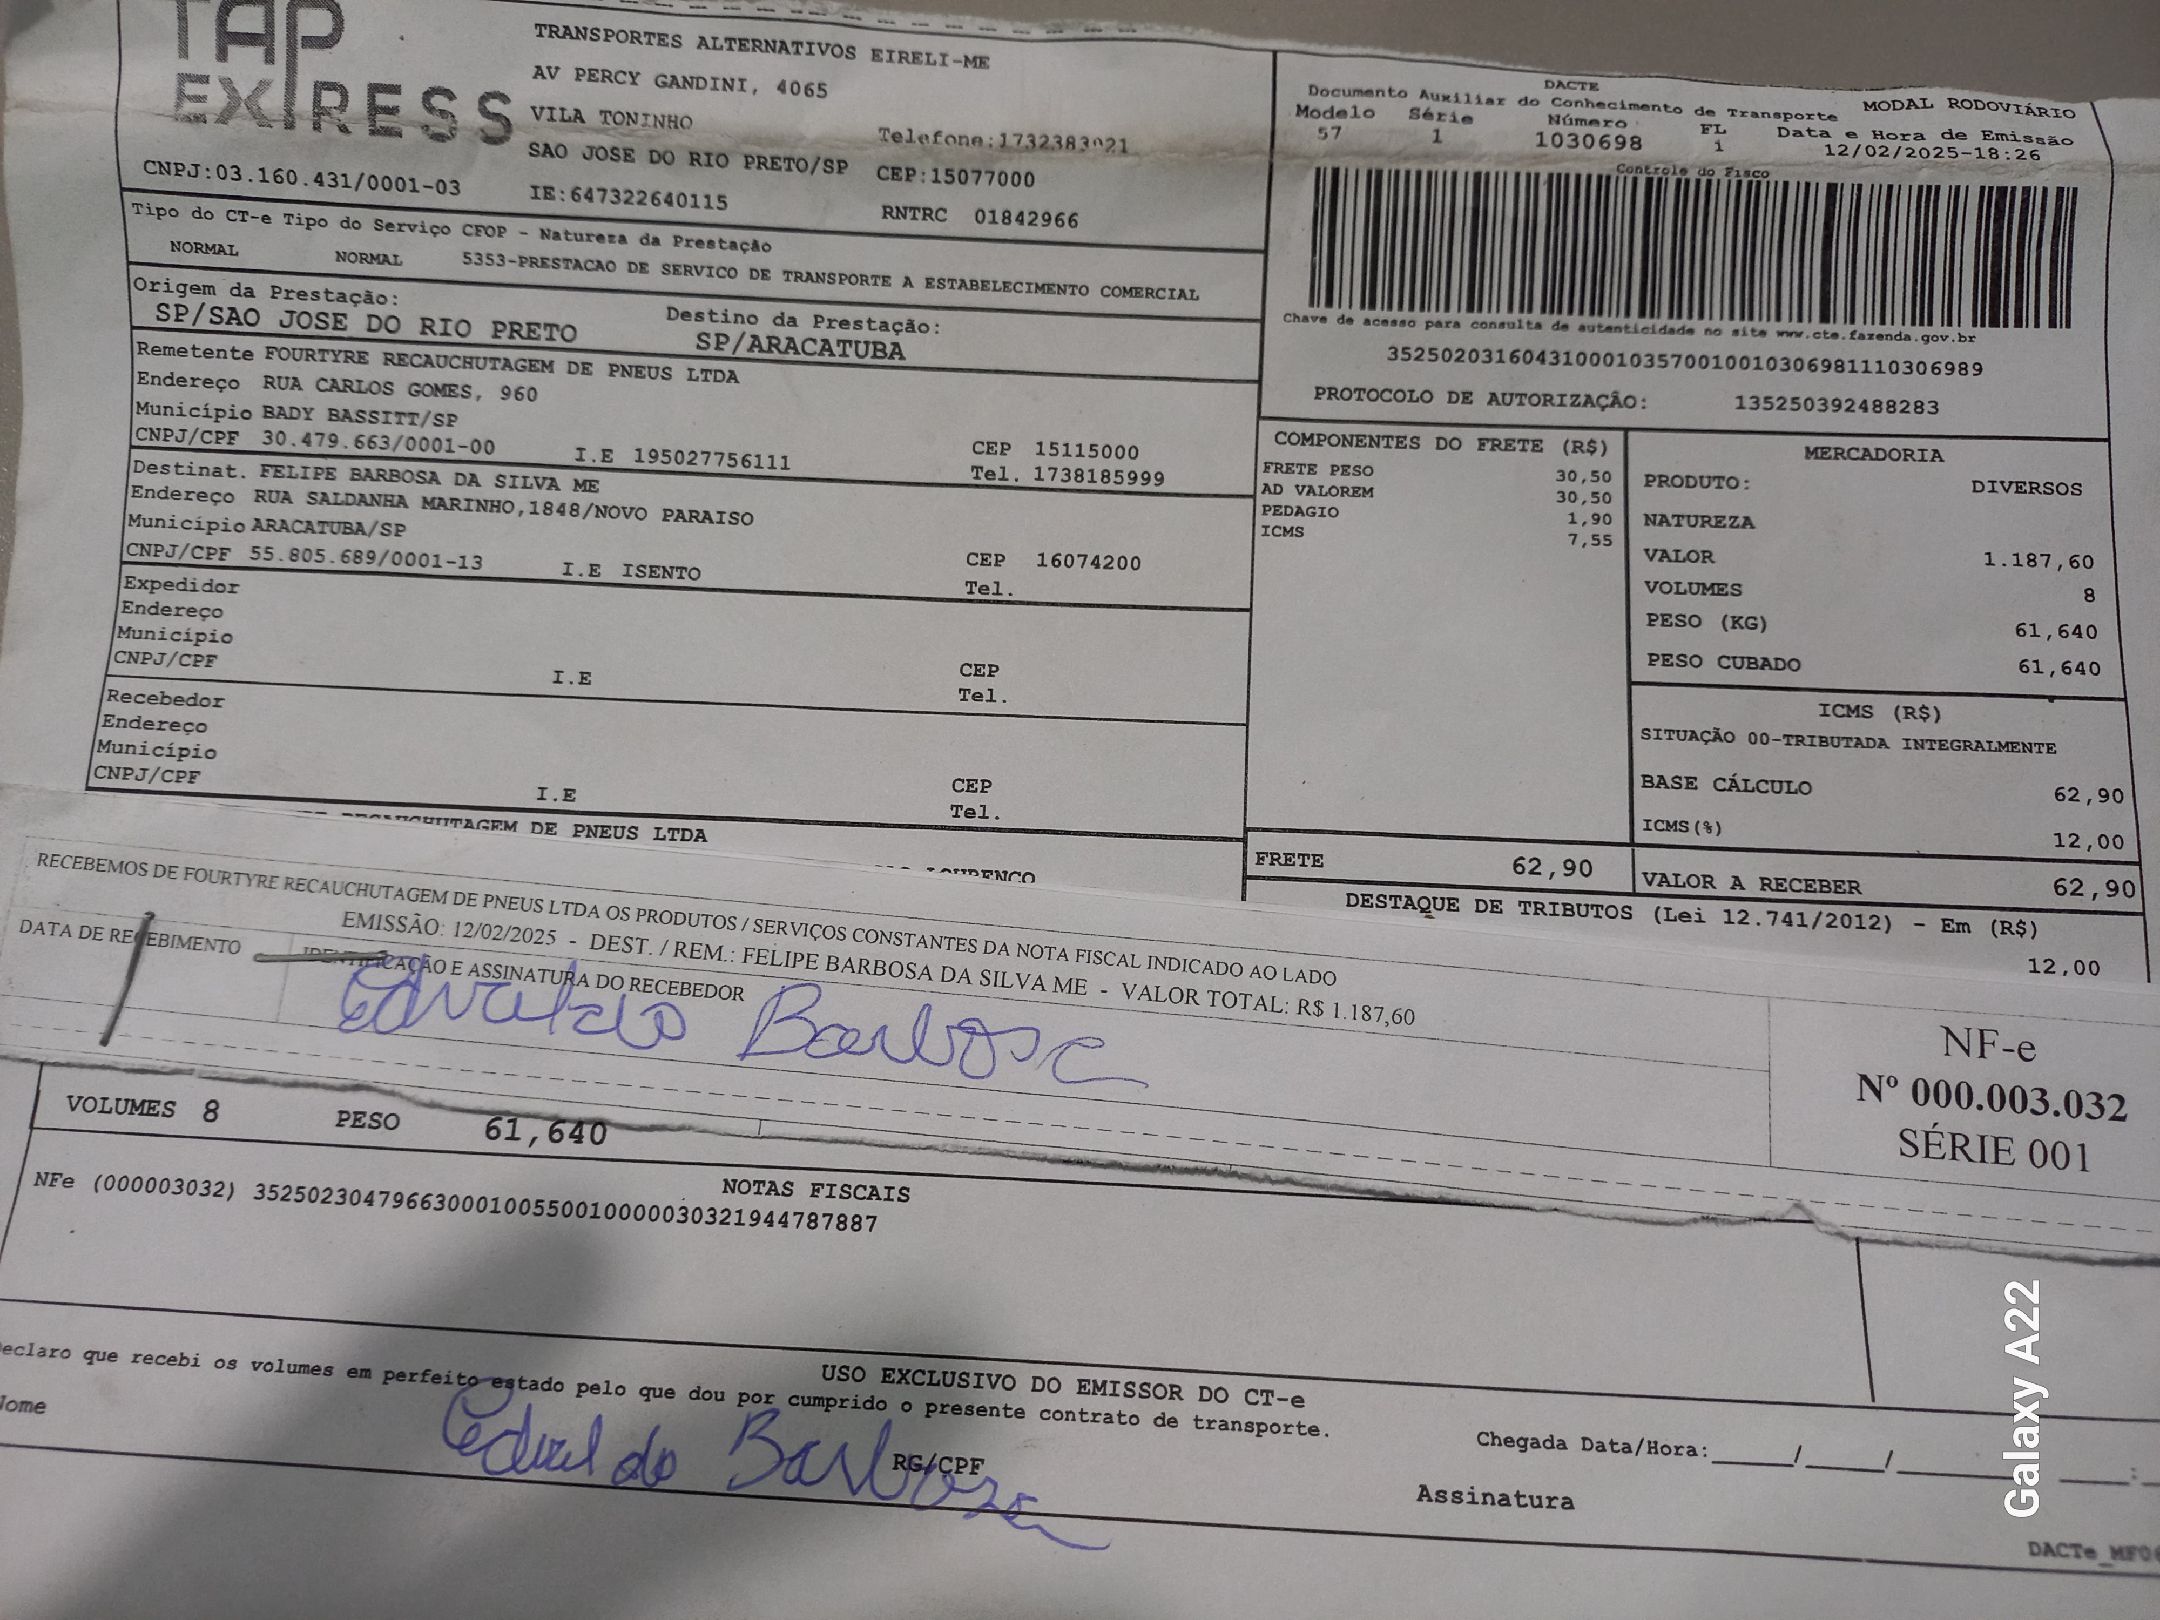 TAP
EXPRESS
TRANSPORTES ALTERNATIVOS EIRELI-ME
AV PERCY GANDINI, 4065
VILA TONINHO
Telefone:1732383021
SAO JOSE DO RIO PRETO/SP CEP:15077000
CNPJ:03.160.431/0001-03
IE:647322640115 RNTRC 01842966
DACTE
Documento Auxiliar do Conhecimento de Transporte
MODAL RODOVIÁRIO
Modelo Série Número FL Data e Hora de Emissão
57 1 1030698 1 12/02/2025-18:26
Controle do Fisco
Chave de acesso para consulta de autenticidade no site www.cte.fazenda.gov.br
35250203160431000103570010010306981110306989
PROTOCOLO DE AUTORIZAÇÃO: 135250392488283
Tipo do CT-e Tipo do Serviço CFOP - Natureza da Prestação
NORMAL NORMAL 5353-PRESTACAO DE SERVICO DE TRANSPORTE A ESTABELECIMENTO COMERCIAL
Origem da Prestação: Destino da Prestação:
SP/SAO JOSE DO RIO PRETO SP/ARACATUBA
Remetente FOURTYRE RECAUCHUTAGEM DE PNEUS LTDA
Endereço RUA CARLOS GOMES, 960
Município BADY BASSITT/SP CEP 15115000
CNPJ/CPF 30.479.663/0001-00 I.E 195027756111 Tel. 1738185999
Destinat. FELIPE BARBOSA DA SILVA ME
Endereço RUA SALDANHA MARINHO,1848/NOVO PARAISO
Município ARACATUBA/SP CEP 16074200
CNPJ/CPF 55.805.689/0001-13 I.E ISENTO Tel.
Expedidor
Endereço
Município CEP
CNPJ/CPF I.E Tel.
Recebedor
Endereço
Município CEP
CNPJ/CPF I.E Tel.
RECAUCHUTAGEM DE PNEUS LTDA
LOURENCO
COMPONENTES DO FRETE (R$)
FRETE PESO 30,50
AD VALOREM 30,50
PEDAGIO 1,90
ICMS 7,55
MERCADORIA
PRODUTO: DIVERSOS
NATUREZA
VALOR 1.187,60
VOLUMES 8
PESO (KG) 61,640
PESO CUBADO 61,640
ICMS (R$)
SITUAÇÃO 00-TRIBUTADA INTEGRALMENTE
BASE CÁLCULO 62,90
ICMS(%) 12,00
FRETE 62,90 VALOR A RECEBER 62,90
DESTAQUE DE TRIBUTOS (Lei 12.741/2012) - Em (R$)
12,00
RECEBEMOS DE FOURTYRE RECAUCHUTAGEM DE PNEUS LTDA OS PRODUTOS / SERVIÇOS CONSTANTES DA NOTA FISCAL INDICADO AO LADO
EMISSÃO: 12/02/2025 - DEST. / REM.: FELIPE BARBOSA DA SILVA ME - VALOR TOTAL: R$ 1.187,60
DATA DE RECEBIMENTO IDENTIFICAÇÃO E ASSINATURA DO RECEBEDOR
Edvaldo Barbosa
NF-e
Nº 000.003.032
SÉRIE 001
VOLUMES 8 PESO 61,640
NOTAS FISCAIS
NFe (000003032) 35250230479663000100550010000030321944787887
USO EXCLUSIVO DO EMISSOR DO CT-e
eclaro que recebi os volumes em perfeito estado pelo que dou por cumprido o presente contrato de transporte.
Nome RG/CPF Chegada Data/Hora:_____/_____/_____ ____:
Edvaldo Barbosa
Assinatura
DACTe_MF06
Galaxy A22